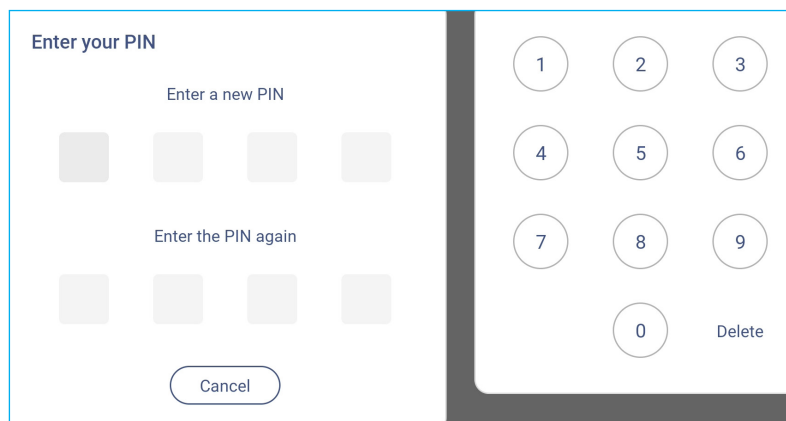 Enter your PIN
Enter a new PIN
Enter the PIN again
Cancel
1 2 3
4 5 6
7 8 9
0 Delete